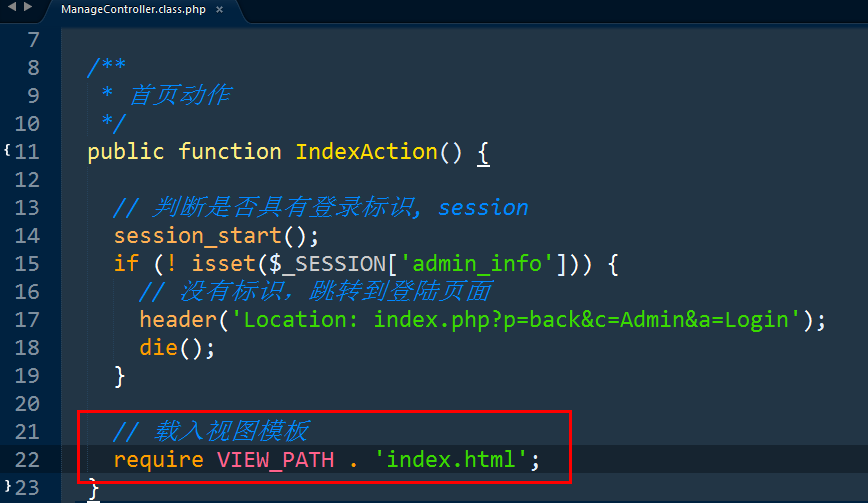 ManageController.class.php ×
7
8 /**
9 * 首页动作
10 */
{11 public function IndexAction() {
12
13 // 判断是否具有登录标识, session
14 session_start();
15 if (! isset($_SESSION['admin_info'])) {
16 // 没有标识，跳转到登陆页面
17 header('Location: index.php?p=back&c=Admin&a=Login');
18 die();
19 }
20
21 // 载入视图模板
22 require VIEW_PATH . 'index.html';
}23 }